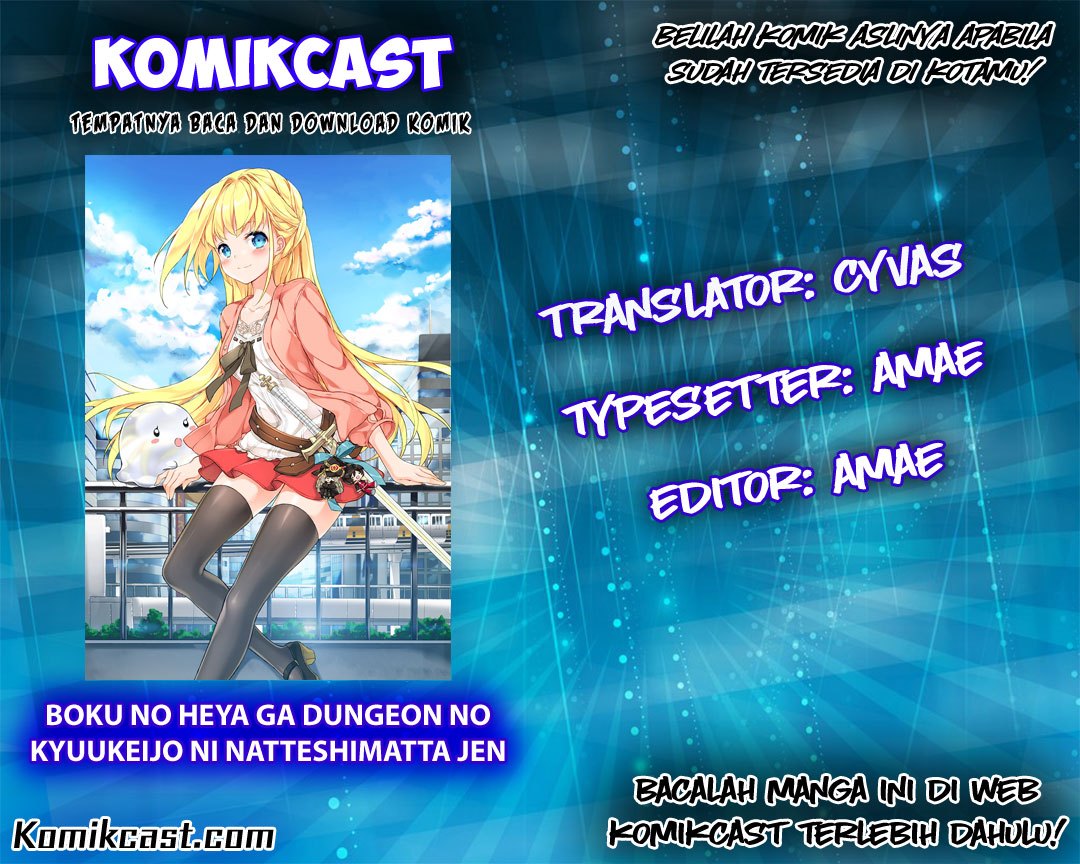 KOMIKCAST
TEMPATNYA BACA DAN DOWNLOAD KOMIK
BELILAH KOMIK ASLINYA APABILA
SUDAH TERSEDIA DI KOTAMU!
TRANSLATOR: CYVAS
TYPESETTER: AMAE
EDITOR: AMAE
BOKU NO HEYA GA DUNGEON NO
KYUUKEIJO NI NATTESHIMATTA JEN
Komikcast.com
BACALAH MANGA INI DI WEB
KOMIKCAST TERLEBIH DAHULU!